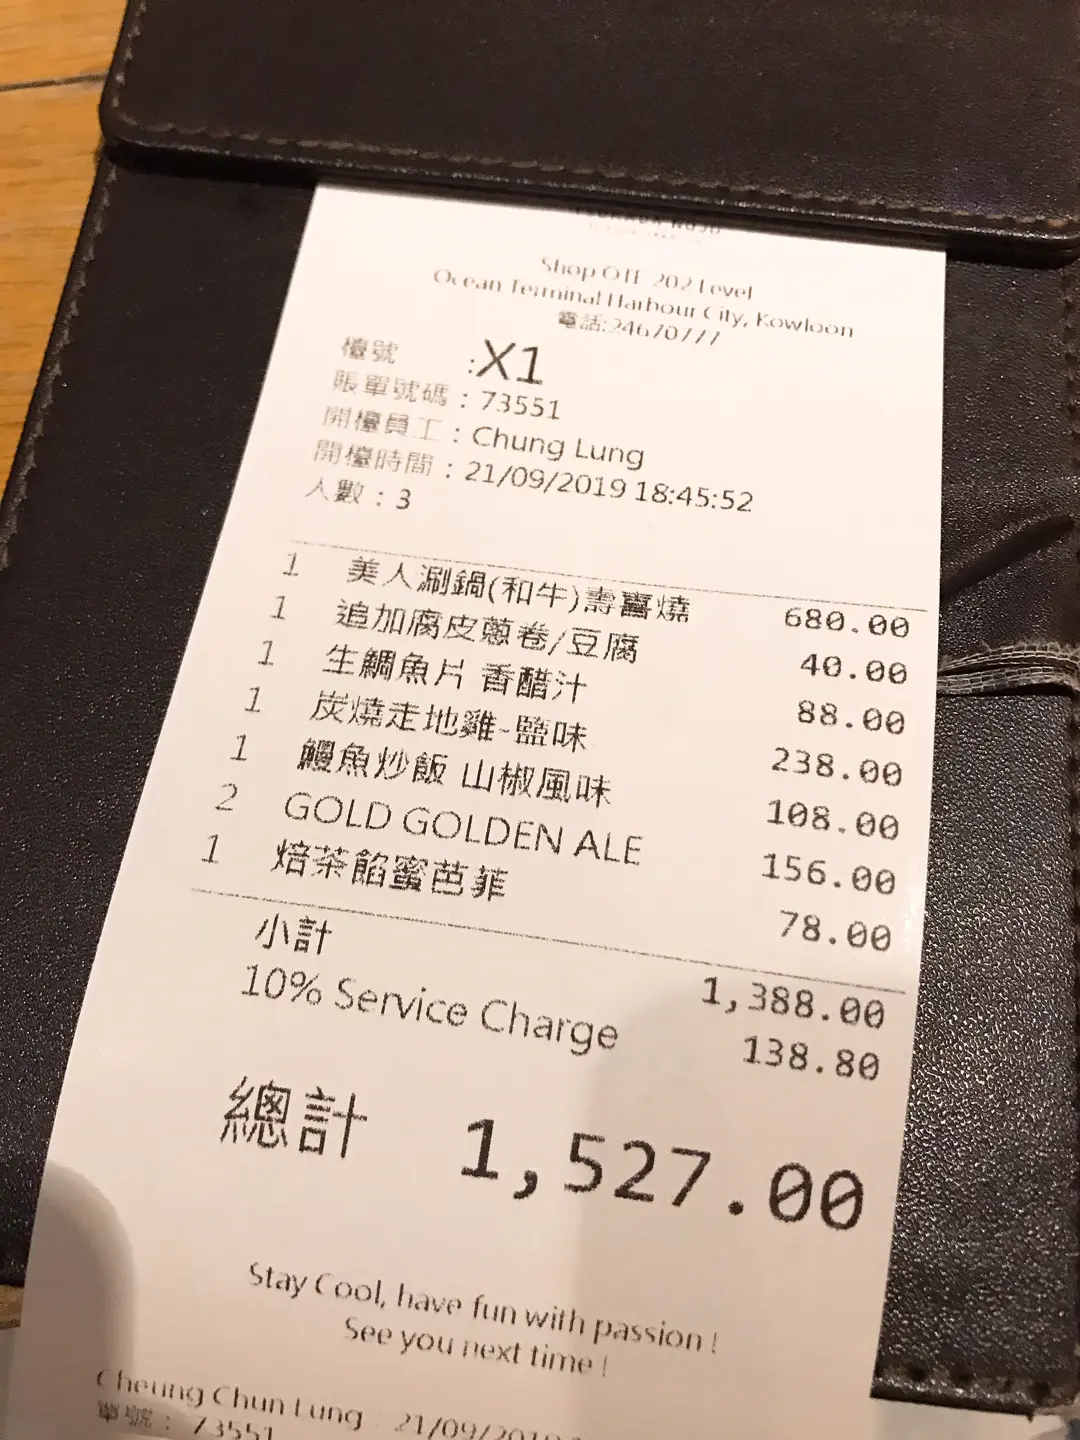 Shop OTE 202 Level
Ocean Terminal Harbour City, Kowloon
電話:24670777
檯號 :X1
賬單號碼 : 73551
開檯員工 : Chung Lung
開檯時間 : 21/09/2019 18:45:52
人數 : 3
1 美人涮鍋(和牛)壽喜燒 680.00
1 追加腐皮蔥卷/豆腐 40.00
1 生鯛魚片 香醋汁 88.00
1 炭燒走地雞-鹽味 238.00
1 鰻魚炒飯 山椒風味 108.00
2 GOLD GOLDEN ALE 156.00
1 焙茶餡蜜芭菲 78.00
小計 1,388.00
10% Service Charge 138.80
總計 1,527.00
Stay Cool, have fun with passion !
See you next time !
Cheung Chun Lung 21/09/2019
單號 : 73551